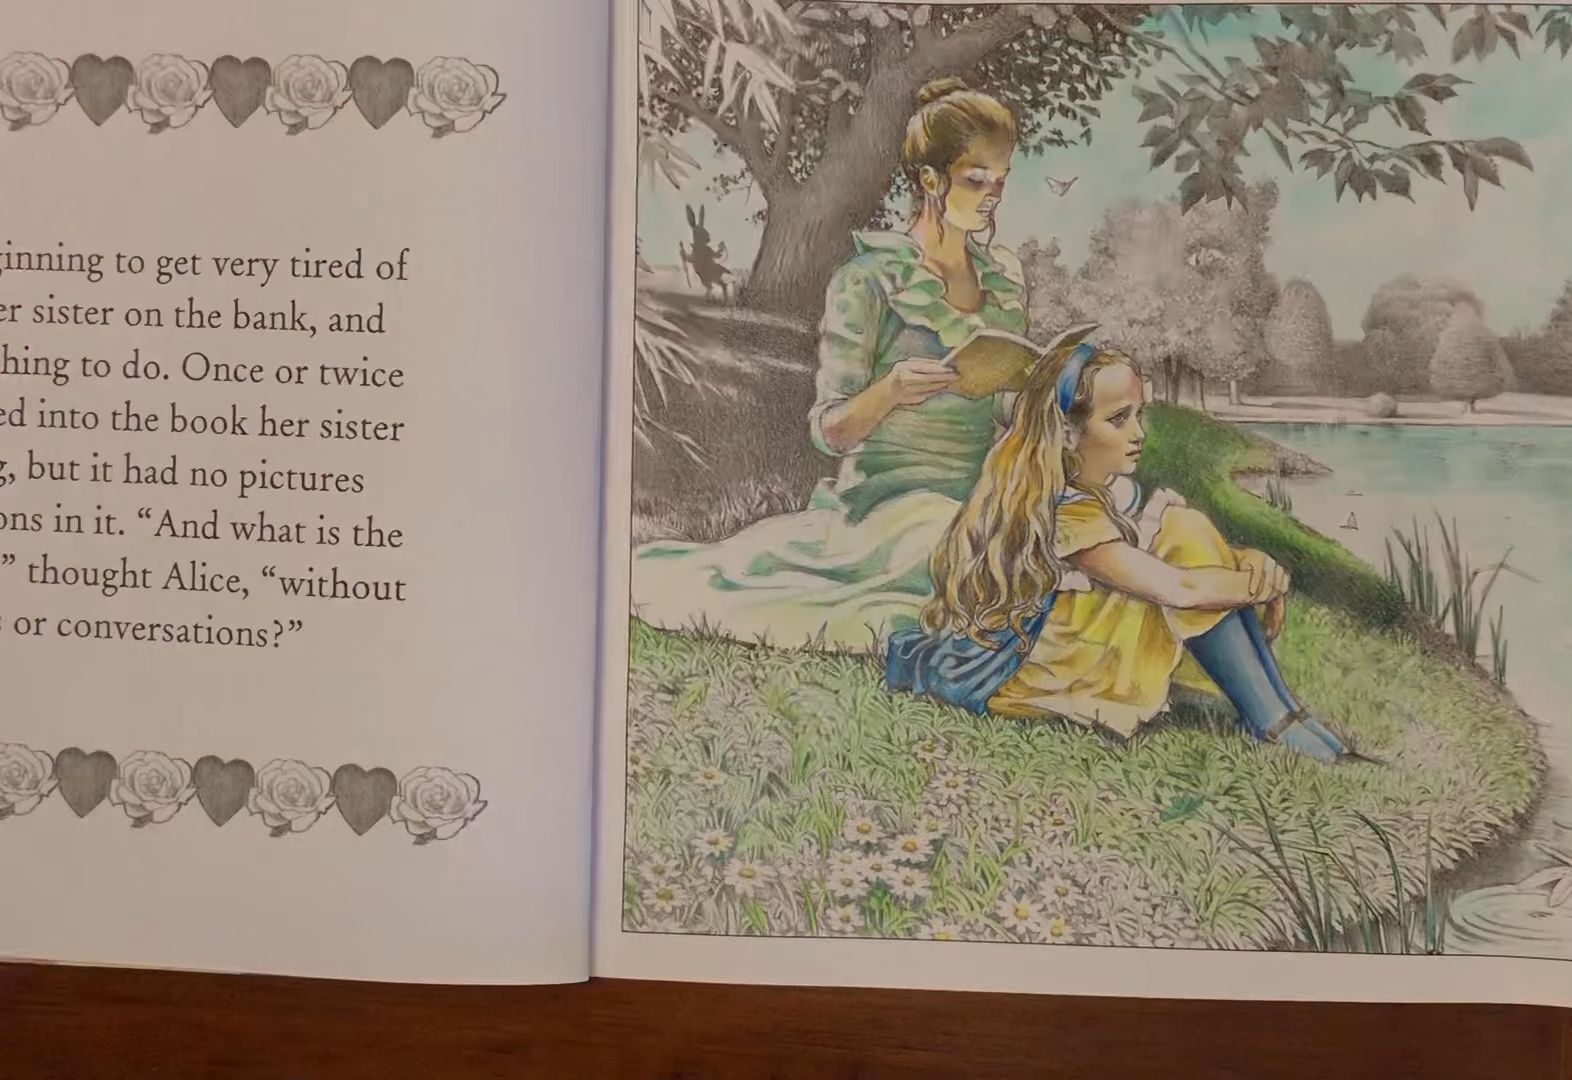 inning to get very tired of
er sister on the bank, and
hing to do. Once or twice
ed into the book her sister
, but it had no pictures
ons in it. “And what is the
” thought Alice, “without
or conversations?”